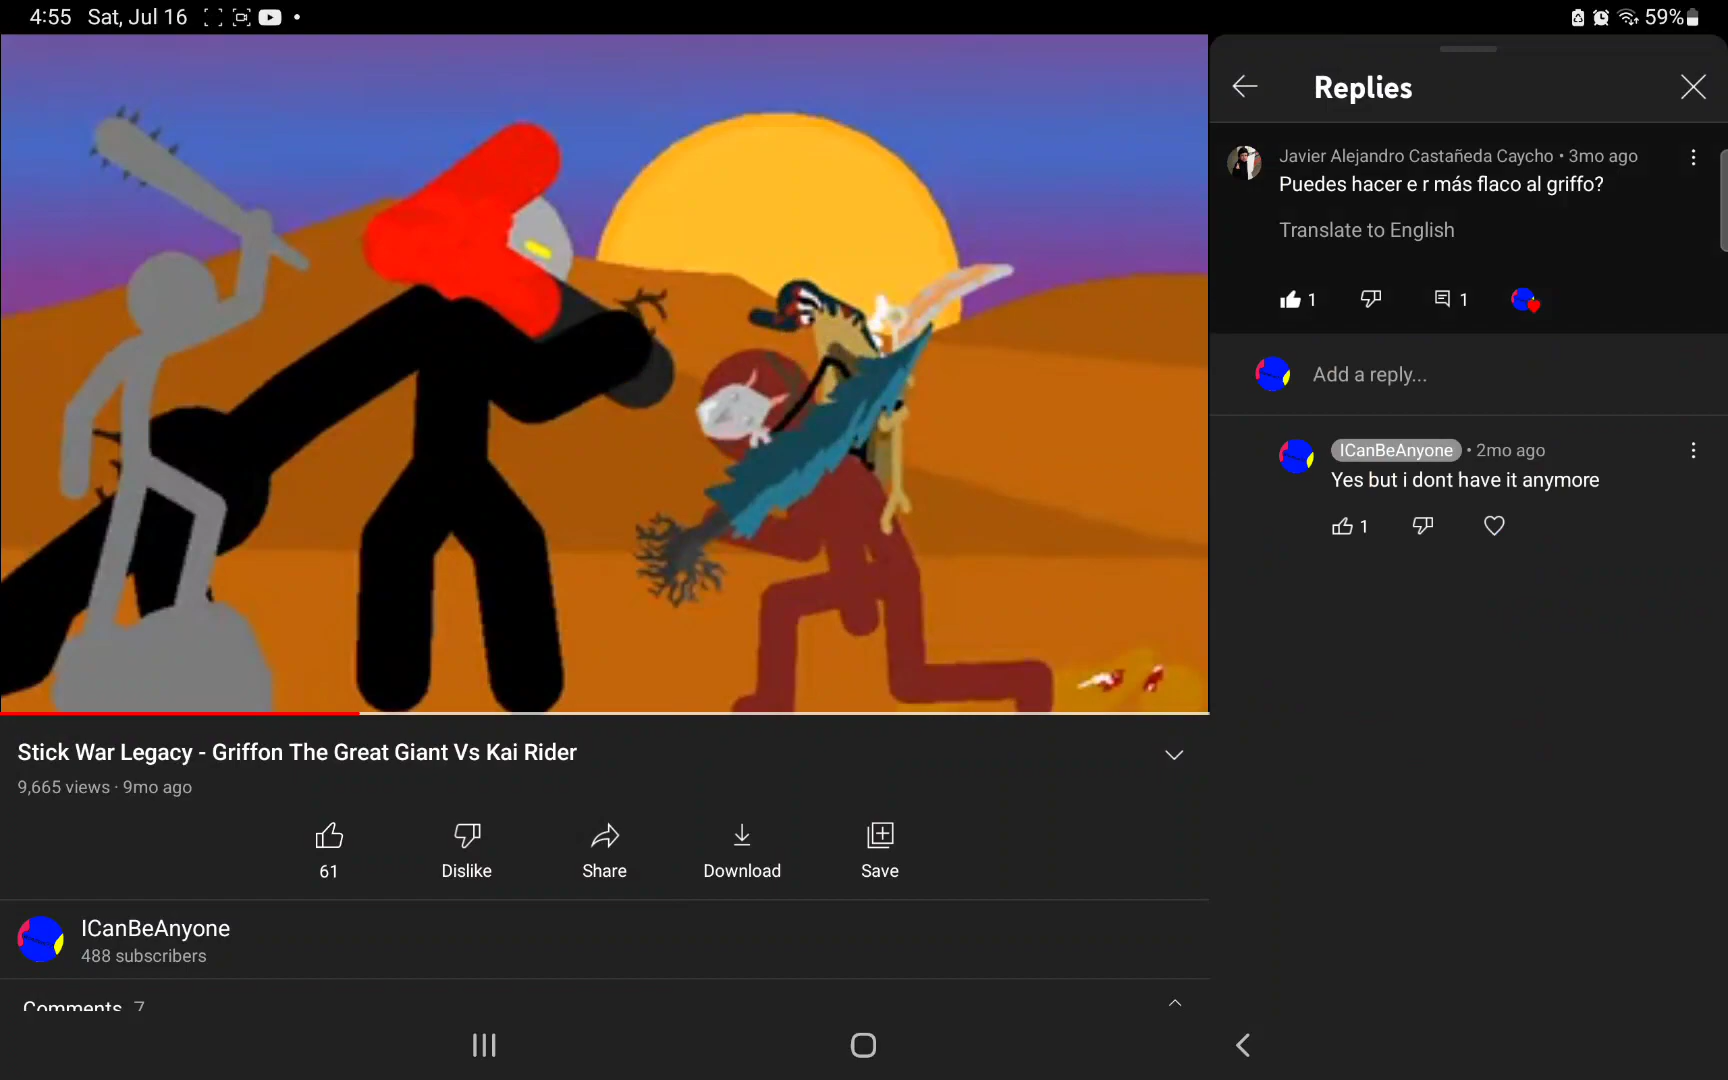 4:55 Sat, Jul 16
59%
Replies
Javier Alejandro Castañeda Caycho • 3mo ago
Puedes hacer e r más flaco al griffo?
Translate to English
1
1
Add a reply...
ICanBeAnyone • 2mo ago
Yes but i dont have it anymore
1
Stick War Legacy - Griffon The Great Giant Vs Kai Rider
9,665 views · 9mo ago
61
Dislike
Share
Download
Save
ICanBeAnyone
488 subscribers
Comments 7